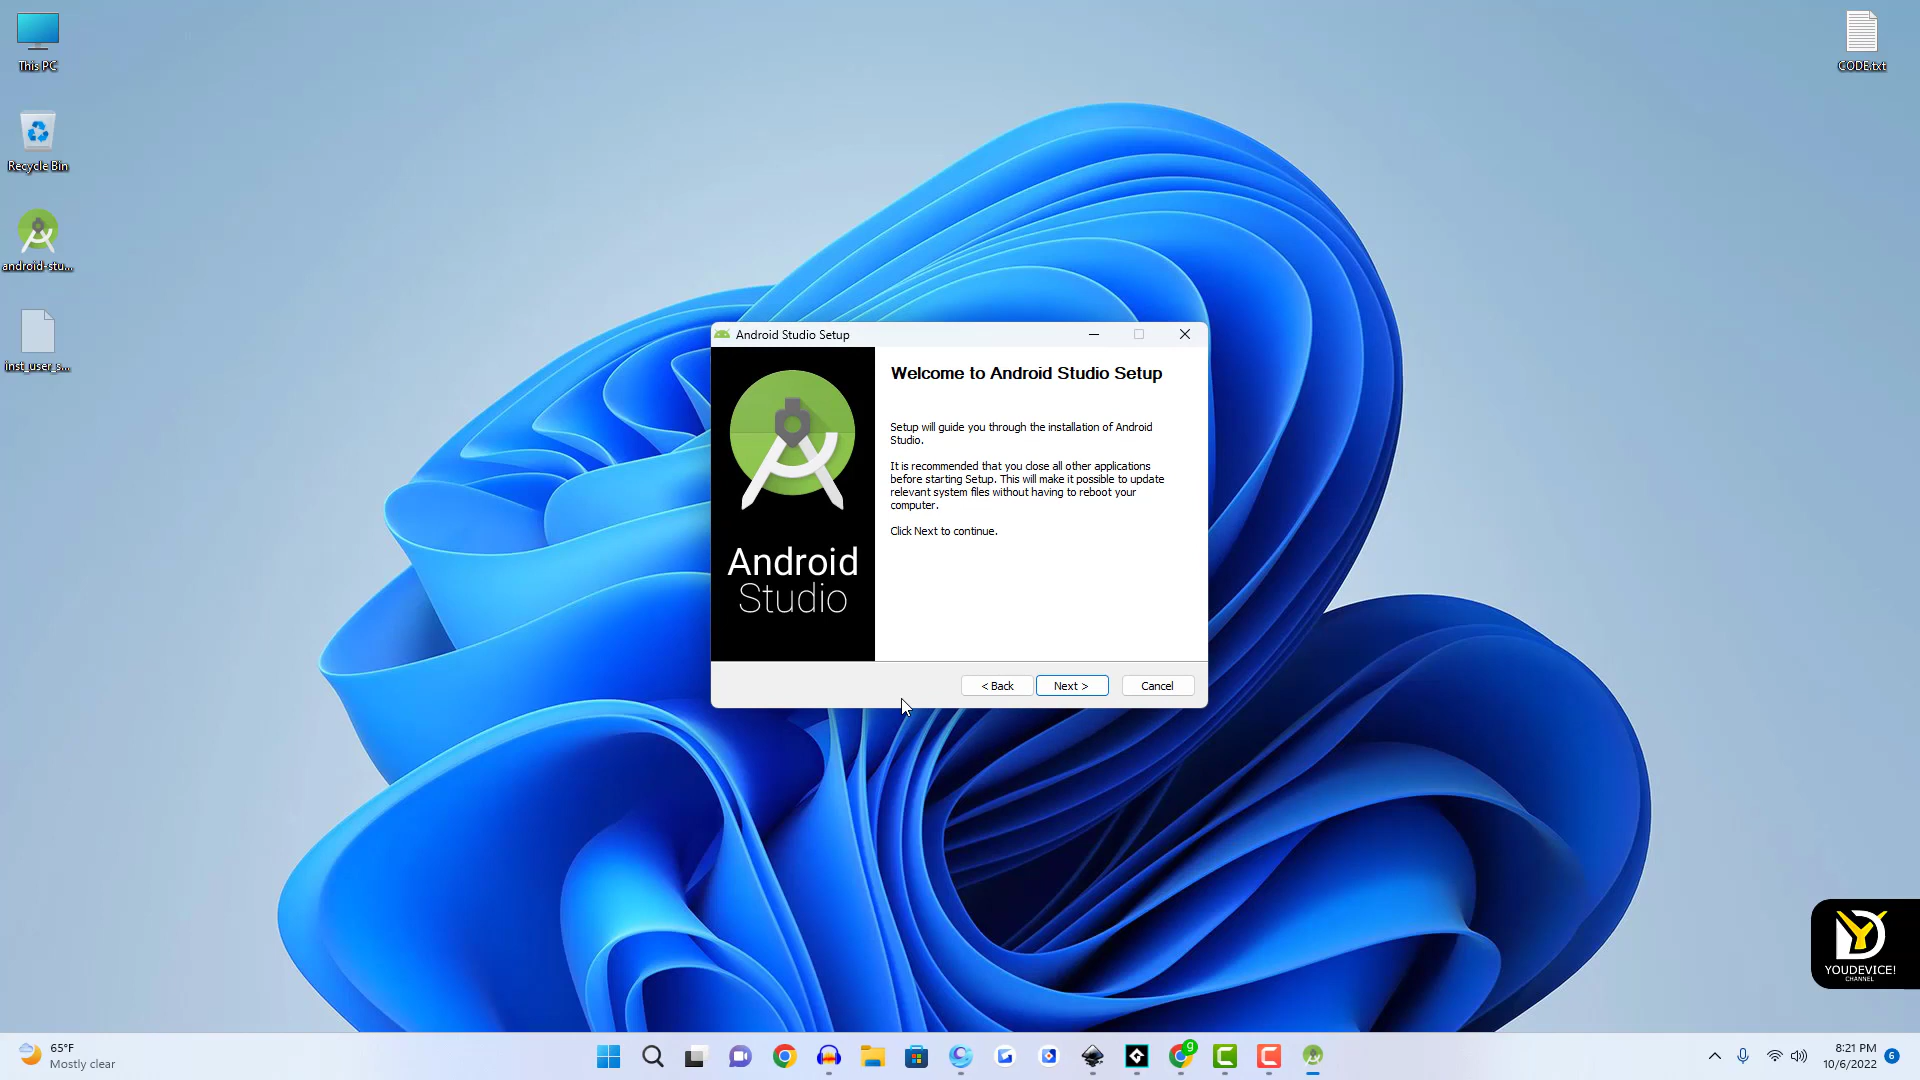 This PC
CODE.txt
Recycle Bin
android-stu...
inst_user_s...
Android Studio Setup
Welcome to Android Studio Setup
Setup will guide you through the installation of Android
Studio.
It is recommended that you close all other applications
before starting Setup. This will make it possible to update
relevant system files without having to reboot your
computer.
Click Next to continue.
Android
Studio
< Back
Next >
Cancel
YOUDEVICE!
CHANNEL
65°F
Mostly clear
g
8:21 PM
10/6/2022
6